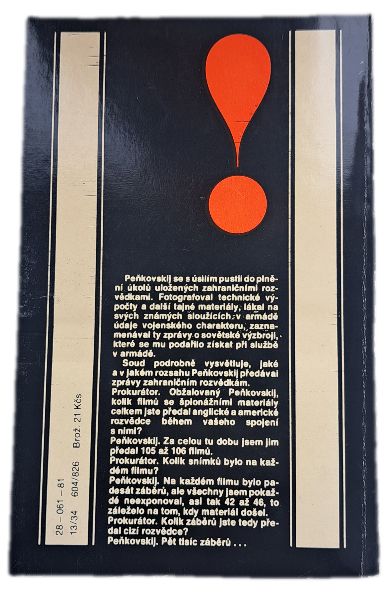 Peňkovskij se s úsilím pustil do plně-
ní úkolů uložených zahraničními roz-
vědkami. Fotografoval technické vý-
počty a další tajné materiály, lákal na
svých známých sloužících v armádě
údaje vojenského charakteru, zazna-
menával ty zprávy o sovětské výzbroji,
které se mu podařilo získat při službě
v armádě.
Soud podrobně vysvětluje, jaké
a v jakém rozsahu Peňkovskij předával
zprávy zahraničním rozvědkám.
Prokurátor. Obžalovaný Peňkovskij,
kolik filmů se špionážními materiály
celkem jste předal anglické a americké
rozvědce během vašeho spojení
s nimi?
Peňkovskij. Za celou tu dobu jsem jim
předal 105 až 106 filmů.
Prokurátor. Kolik snímků bylo na kaž-
dém filmu?
Peňkovskij. Na každém filmu bylo pa-
desát záběrů, ale všechny jsem pokaž-
dé neexponoval, asi tak 42 až 46, to
záleželo na tom, kdy materiál došel.
Prokurátor. Kolik záběrů jste tedy pře-
dal cizí rozvědce?
Peňkovskij. Pět tisíc záběrů . . .
28 – 061 – 81
13/34 604/826 Brož. 21 Kčs